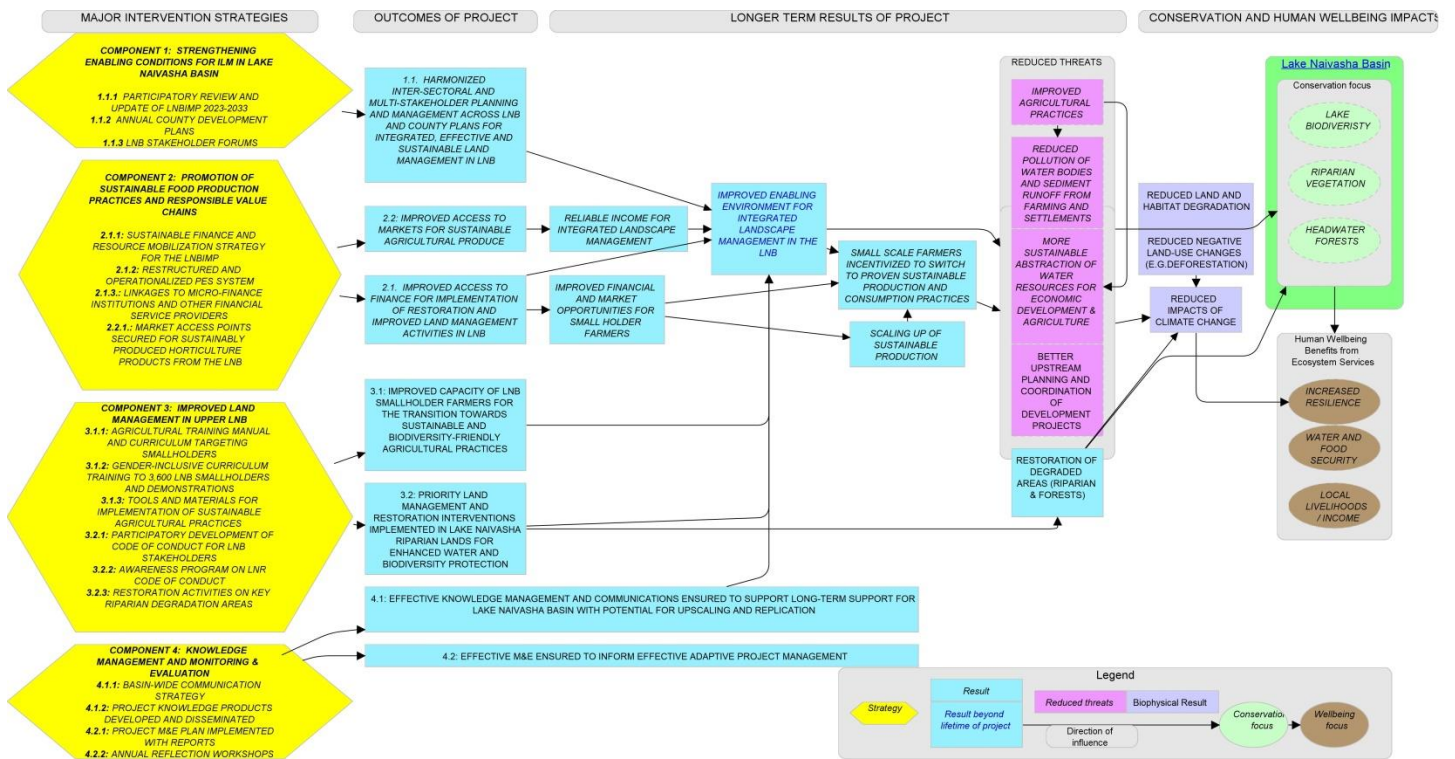 MAJOR INTERVENTION STRATEGIES
OUTCOMES OF PROJECT
LONGER TERM RESULTS OF PROJECT
CONSERVATION AND HUMAN WELLBEING IMPACTS
COMPONENT 1: STRENGTHENING
ENABLING CONDITIONS FOR ILM IN LAKE
NAIVASHA BASIN
1.1.1 PARTICIPATORY REVIEW AND
UPDATE OF LNBIMP 2023-2033
1.1.2 ANNUAL COUNTY DEVELOPMENT
PLANS
1.1.3 LNB STAKEHOLDER FORUMS
COMPONENT 2: PROMOTION OF
SUSTAINABLE FOOD PRODUCTION
PRACTICES AND RESPONSIBLE VALUE
CHAINS
2.1.1: SUSTAINABLE FINANCE AND
RESOURCE MOBILIZATION STRATEGY
FOR THE LNBIMP
2.1.2: RESTRUCTURED AND
OPERATIONALIZED PES SYSTEM
2.1.3.: LINKAGES TO MICRO-FINANCE
INSTITUTIONS AND OTHER FINANCIAL
SERVICE PROVIDERS
2.2.1.: MARKET ACCESS POINTS
SECURED FOR SUSTAINABLY
PRODUCED HORTICULTURE
PRODUCTS FROM THE LNB
COMPONENT 3: IMPROVED LAND
MANAGEMENT IN UPPER LNB
3.1.1: AGRICULTURAL TRAINING MANUAL
AND CURRICULUM TARGETING
SMALLHOLDERS
3.1.2: GENDER-INCLUSIVE CURRICULUM
TRAINING TO 3,600 LNB SMALLHOLDERS
AND DEMONSTRATIONS
3.1.3: TOOLS AND MATERIALS FOR
IMPLEMENTATION OF SUSTAINABLE
AGRICULTURAL PRACTICES
3.2.1: PARTICIPATORY DEVELOPMENT OF
CODE OF CONDUCT FOR LNB
STAKEHOLDERS
3.2.2: AWARENESS PROGRAM ON LNR
CODE OF CONDUCT
3.2.3: RESTORATION ACTIVITIES ON KEY
RIPARIAN DEGRADATION AREAS
COMPONENT 4: KNOWLEDGE
MANAGEMENT AND MONITORING &
EVALUATION
4.1.1: BASIN-WIDE COMMUNICATION
STRATEGY
4.1.2: PROJECT KNOWLEDGE PRODUCTS
DEVELOPED AND DISSEMINATED
4.2.1: PROJECT M&E PLAN IMPLEMENTED
WITH REPORTS
4.2.2: ANNUAL REFLECTION WORKSHOPS
1.1. HARMONIZED
INTER-SECTORAL AND
MULTI-STAKEHOLDER PLANNING
AND MANAGEMENT ACROSS LNB
AND COUNTY PLANS FOR
INTEGRATED, EFFECTIVE AND
SUSTAINABLE LAND
MANAGEMENT IN LNB
2.2: IMPROVED ACCESS TO
MARKETS FOR SUSTAINABLE
AGRICULTURAL PRODUCE
2.1. IMPROVED ACCESS TO
FINANCE FOR IMPLEMENTATION
OF RESTORATION AND
IMPROVED LAND MANAGEMENT
ACTIVITIES IN LNB
3.1: IMPROVED CAPACITY OF LNB
SMALLHOLDER FARMERS FOR
THE TRANSITION TOWARDS
SUSTAINABLE AND
BIODIVERSITY-FRIENDLY
AGRICULTURAL PRACTICES
3.2: PRIORITY LAND
MANAGEMENT AND
RESTORATION INTERVENTIONS
IMPLEMENTED IN LAKE NAIVASHA
RIPARIAN LANDS FOR
ENHANCED WATER AND
BIODIVERSITY PROTECTION
4.1: EFFECTIVE KNOWLEDGE MANAGEMENT AND COMMUNICATIONS ENSURED TO SUPPORT LONG-TERM SUPPORT FOR
LAKE NAIVASHA BASIN WITH POTENTIAL FOR UPSCALING AND REPLICATION
4.2: EFFECTIVE M&E ENSURED TO INFORM EFFECTIVE ADAPTIVE PROJECT MANAGEMENT
RELIABLE INCOME FOR
INTEGRATED LANDSCAPE
MANAGEMENT
IMPROVED FINANCIAL
AND MARKET
OPPORTUNITIES FOR
SMALL HOLDER
FARMERS
IMPROVED ENABLING
ENVIRONMENT FOR
INTEGRATED
LANDSCAPE
MANAGEMENT IN THE
LNB
SMALL SCALE FARMERS
INCENTIVIZED TO SWITCH
TO PROVEN SUSTAINABLE
PRODUCTION AND
CONSUMPTION PRACTICES
SCALING UP OF
SUSTAINABLE
PRODUCTION
REDUCED THREATS
IMPROVED
AGRICULTURAL
PRACTICES
REDUCED
POLLUTION OF
WATER BODIES
AND SEDIMENT
RUNOFF FROM
FARMING AND
SETTLEMENTS
MORE
SUSTAINABLE
ABSTRACTION OF
WATER
RESOURCES FOR
ECONOMIC
DEVELOPMENT &
AGRICULTURE
BETTER
UPSTREAM
PLANNING AND
COORDINATION
OF
DEVELOPMENT
PROJECTS
RESTORATION OF
DEGRADED
AREAS (RIPARIAN
& FORESTS)
REDUCED LAND AND
HABITAT DEGRADATION
REDUCED NEGATIVE
LAND-USE CHANGES
(E.G.DEFORESTATION)
REDUCED
IMPACTS OF
CLIMATE CHANGE
Lake Naivasha Basin
Conservation focus
LAKE
BIODIVERISTY
RIPARIAN
VEGETATION
HEADWATER
FORESTS
Human Wellbeing
Benefits from
Ecosystem Services
INCREASED
RESILIENCE
WATER AND
FOOD
SECURITY
LOCAL
LIVELIHOODS
/ INCOME
Legend
Strategy
Result
Result beyond
lifetime of project
Reduced threats
Biophysical Result
Direction of
influence
Conservation
focus
Wellbeing
focus